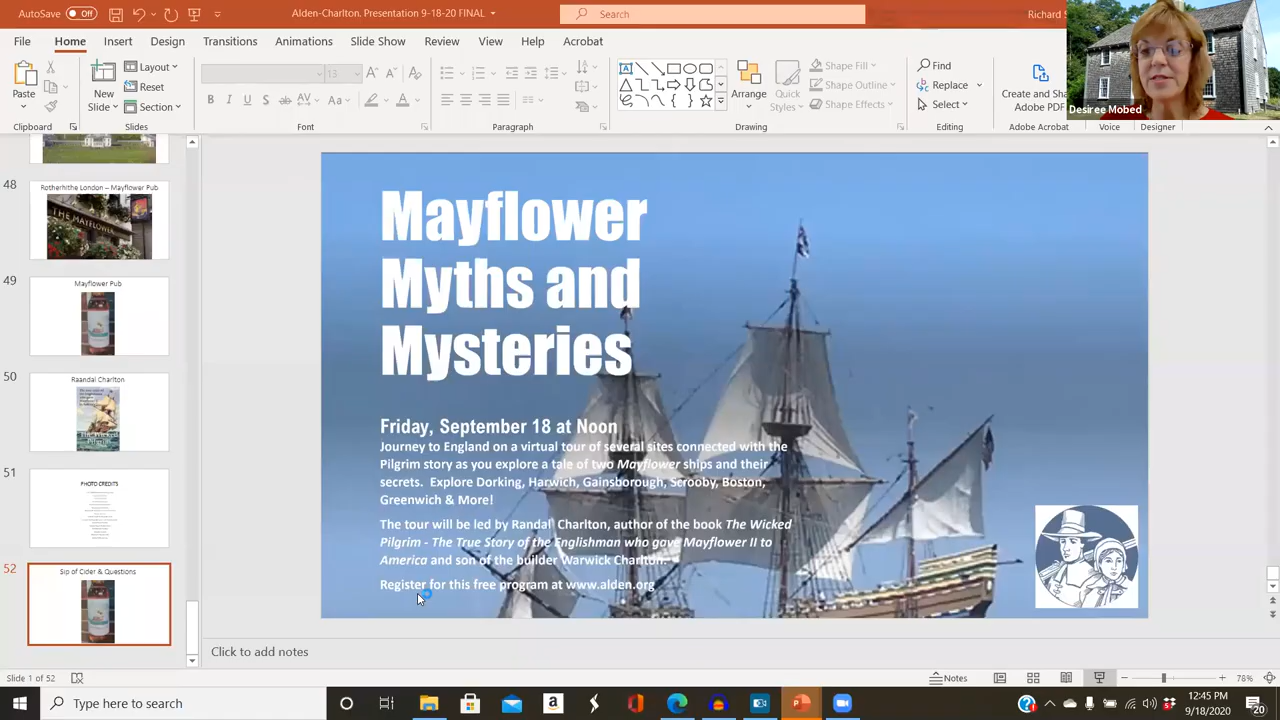 AutoSave Off
Alden-Charlton, Presentation 9-18-20 FINAL
Search
Richard S
File Home Insert Design Transitions Animations Slide Show Review View Help Acrobat
Paste
New
Slide
Layout
Reset
Section
13
Aa
Arrange
Quick
Styles
Shape Fill
Shape Outline
Shape Effects
Find
Replace
Select
Create and Sha
Adobe PDF
Desiree Mobed
Clipboard Slides Font Paragraph Drawing Editing Adobe Acrobat Voice Designer
48
Rotherhithe London – Mayflower Pub
THE MAYFLOWER
49
Mayflower Pub
50
Raandal Charlton
51
PHOTO CREDITS
52
Sip of Cider & Questions
Mayflower
Myths and
Mysteries
Friday, September 18 at Noon
Journey to England on a virtual tour of several sites connected with the
Pilgrim story as you explore a tale of two Mayflower ships and their
secrets. Explore Dorking, Harwich, Gainsborough, Scrooby, Boston,
Greenwich & More!
The tour will be led by Randal Charlton, author of the book The Wicked
Pilgrim - The True Story of the Englishman who gave Mayflower II to
America and son of the builder Warwick Charlton.
Register for this free program at www.alden.org
Click to add notes
Slide 1 of 52
Notes
78%
Type here to search
12:45 PM
9/18/2020
20